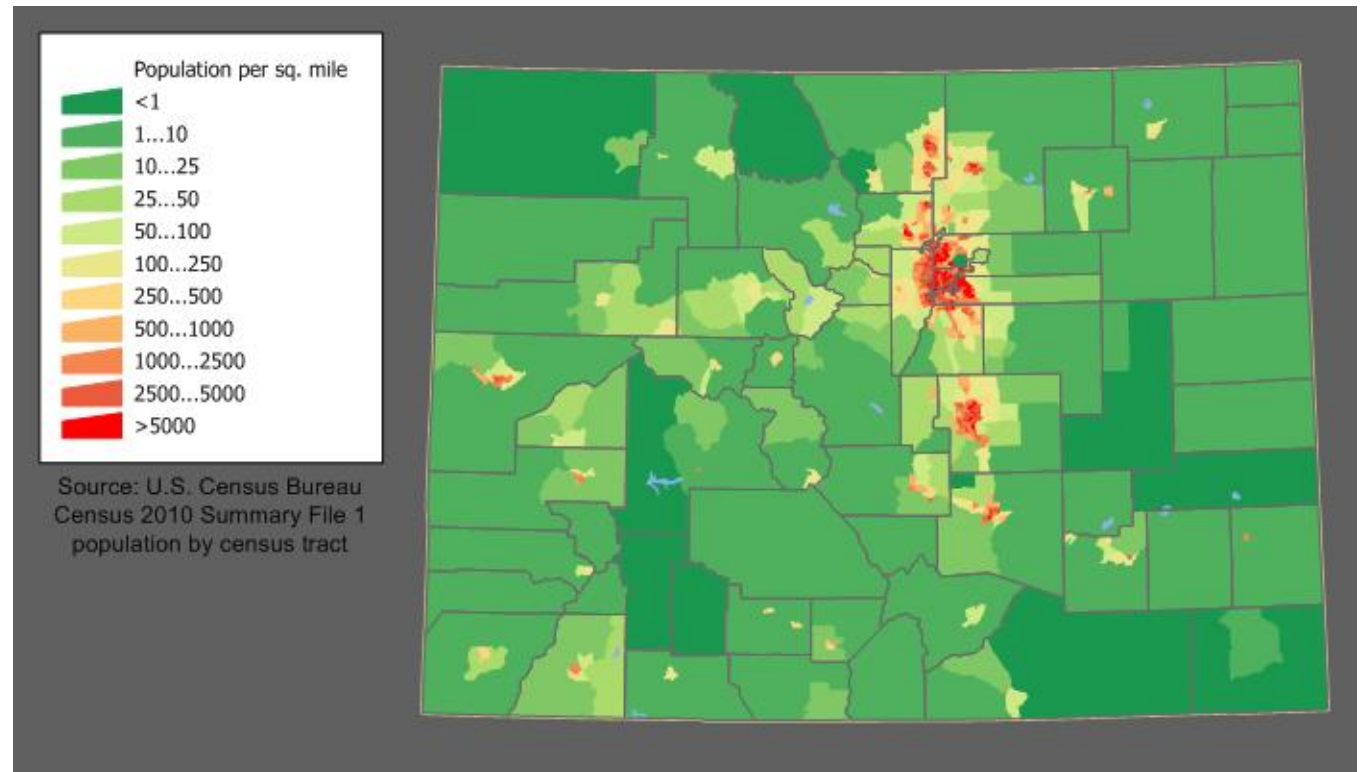 Population per sq. mile
<1
1...10
10...25
25...50
50...100
100...250
250...500
500...1000
1000...2500
2500...5000
>5000
Source: U.S. Census Bureau
Census 2010 Summary File 1
population by census tract